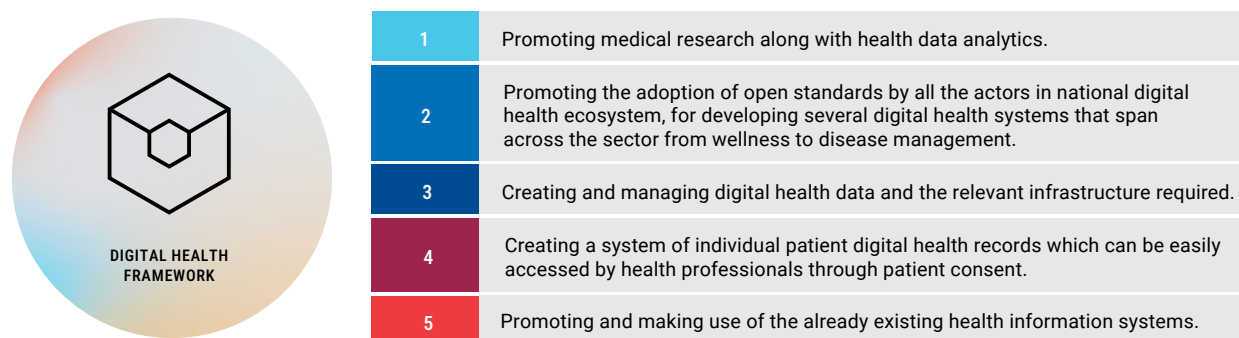 DIGITAL HEALTH
FRAMEWORK
1
Promoting medical research along with health data analytics.
2
Promoting the adoption of open standards by all the actors in national digital
health ecosystem, for developing several digital health systems that span
across the sector from wellness to disease management.
3
Creating and managing digital health data and the relevant infrastructure required.
4
Creating a system of individual patient digital health records which can be easily
accessed by health professionals through patient consent.
5
Promoting and making use of the already existing health information systems.